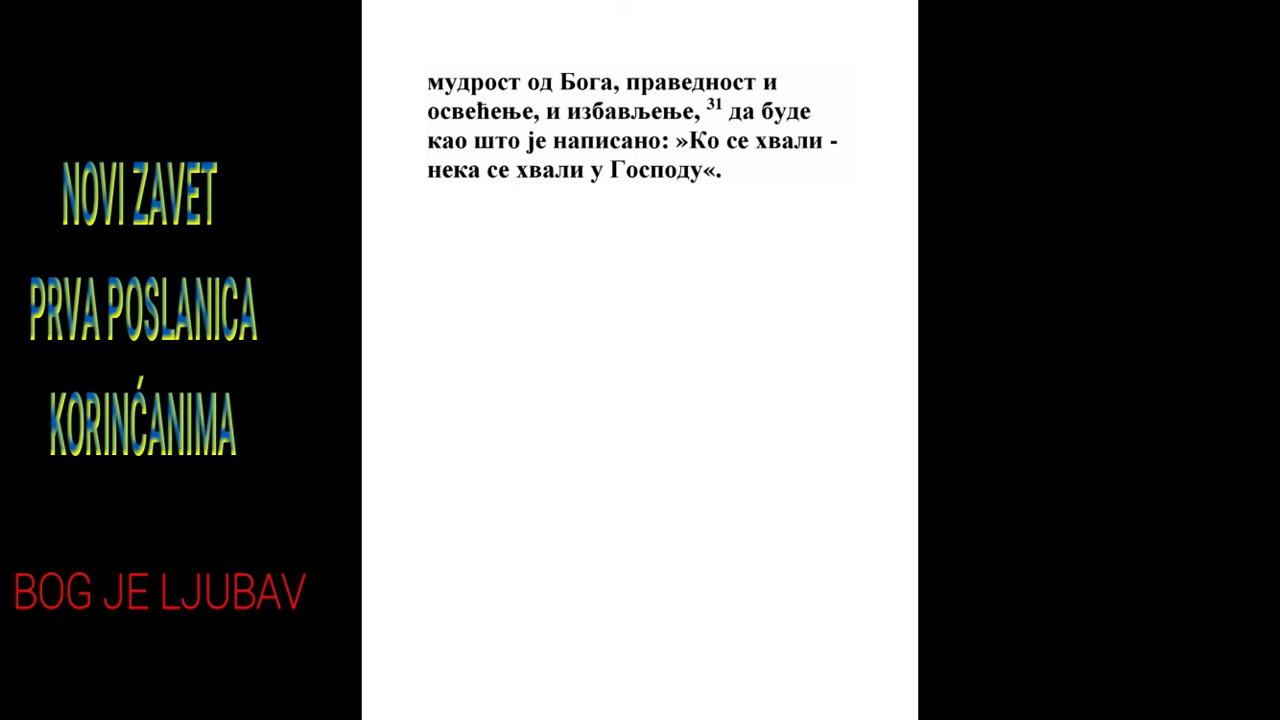 NOVI ZAVET
PRVA POSLANICA
KORINĆANIMA
BOG JE LJUBAV
мудрост од Бога, праведност и
освећење, и избављење, 31 да буде
као што је написано: »Ко се хвали -
нека се хвали у Господу«.